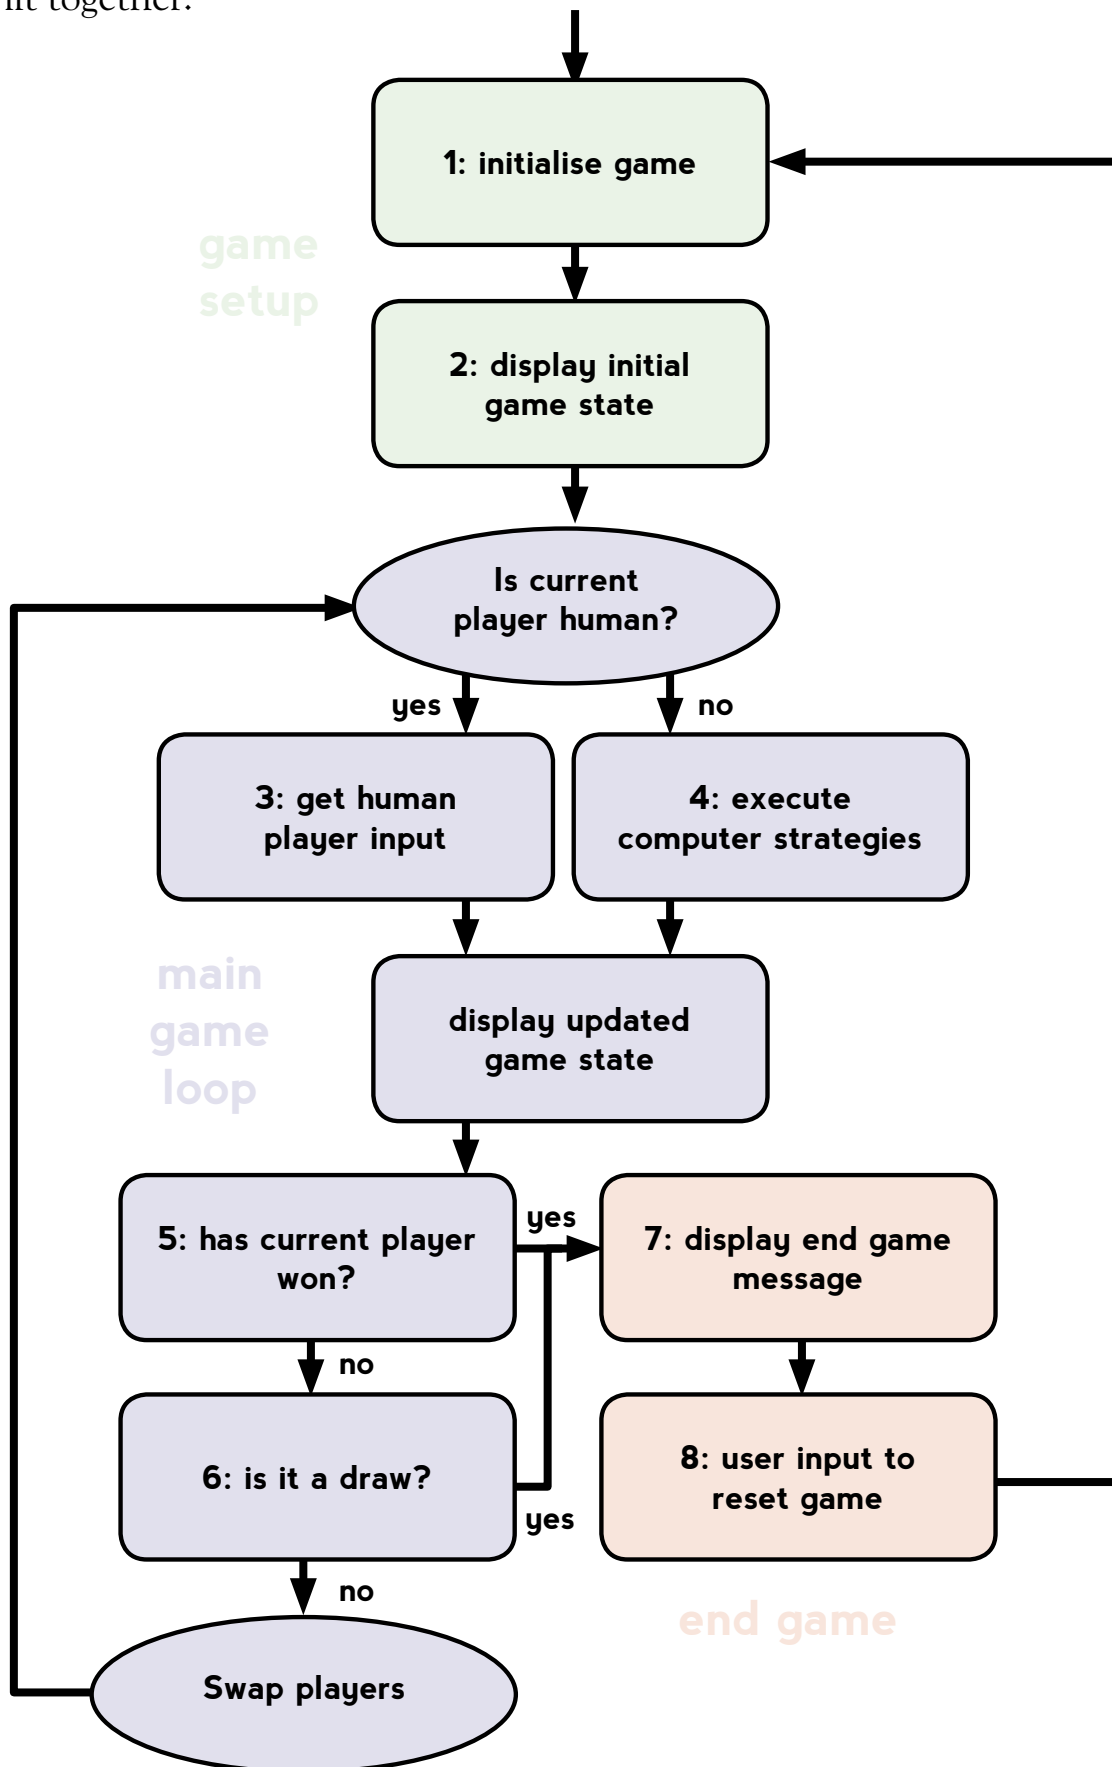 fit together.
1: initialise game
game
setup
2: display initial
game state
Is current
player human?
yes
no
3: get human
player input
4: execute
computer strategies
main
game
loop
display updated
game state
5: has current player
won?
yes
7: display end game
message
no
6: is it a draw?
yes
8: user input to
reset game
no
end game
Swap players